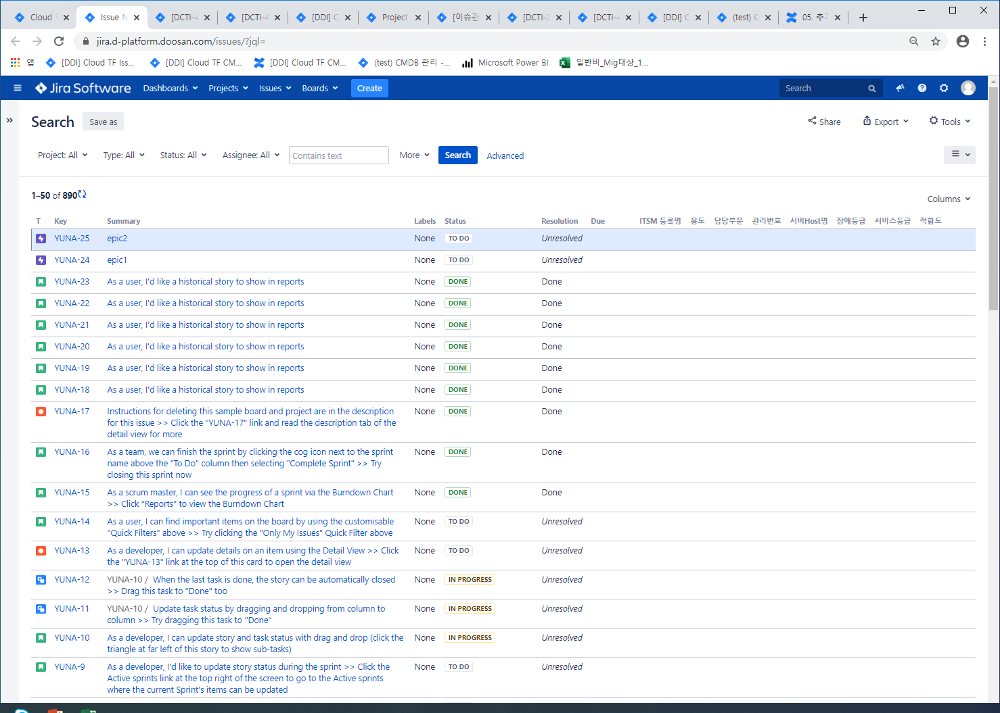 Cloud
Issue N
[DCTI-4
[DCTI-4
[DDI] C
Project
[이슈관
[DCTI-2
[DCTI-4
[DDI] C
(test) C
05. 추가
jira.d-platform.doosan.com/issues/?jql=
앱
[DDI] Cloud TF Iss...
[DDI] Cloud TF CM...
[DDI] Cloud TF CM...
(test) CMDB 관리 -...
Microsoft Power BI
일반비_Mig대상_1...
Jira Software Dashboards Projects Issues Boards Create Search
Search Save as Share Export Tools
Project: All Type: All Status: All Assignee: All Contains text More Search Advanced
1–50 of 890
Columns
T Key Summary Labels Status Resolution Due ITSM 등록명 용도 담당부문 관리번호 서버Host명 장애등급 서비스등급 적합도
YUNA-25 epic2 None TO DO Unresolved
YUNA-24 epic1 None TO DO Unresolved
YUNA-23 As a user, I'd like a historical story to show in reports None DONE Done
YUNA-22 As a user, I'd like a historical story to show in reports None DONE Done
YUNA-21 As a user, I'd like a historical story to show in reports None DONE Done
YUNA-20 As a user, I'd like a historical story to show in reports None DONE Done
YUNA-19 As a user, I'd like a historical story to show in reports None DONE Done
YUNA-18 As a user, I'd like a historical story to show in reports None DONE Done
YUNA-17 Instructions for deleting this sample board and project are in the description None DONE Done
for this issue >> Click the "YUNA-17" link and read the description tab of the
detail view for more
YUNA-16 As a team, we can finish the sprint by clicking the cog icon next to the sprint None DONE Done
name above the "To Do" column then selecting "Complete Sprint" >> Try
closing this sprint now
YUNA-15 As a scrum master, I can see the progress of a sprint via the Burndown Chart None DONE Done
>> Click "Reports" to view the Burndown Chart
YUNA-14 As a user, I can find important items on the board by using the customisable None TO DO Unresolved
"Quick Filters" above >> Try clicking the "Only My Issues" Quick Filter above
YUNA-13 As a developer, I can update details on an item using the Detail View >> Click None TO DO Unresolved
the "YUNA-13" link at the top of this card to open the detail view
YUNA-12 YUNA-10 / When the last task is done, the story can be automatically closed None IN PROGRESS Unresolved
>> Drag this task to "Done" too
YUNA-11 YUNA-10 / Update task status by dragging and dropping from column to None IN PROGRESS Unresolved
column >> Try dragging this task to "Done"
YUNA-10 As a developer, I can update story and task status with drag and drop (click the None IN PROGRESS Unresolved
triangle at far left of this story to show sub-tasks)
YUNA-9 As a developer, I'd like to update story status during the sprint >> Click the None TO DO Unresolved
Active sprints link at the top right of the screen to go to the Active sprints
where the current Sprint's items can be updated